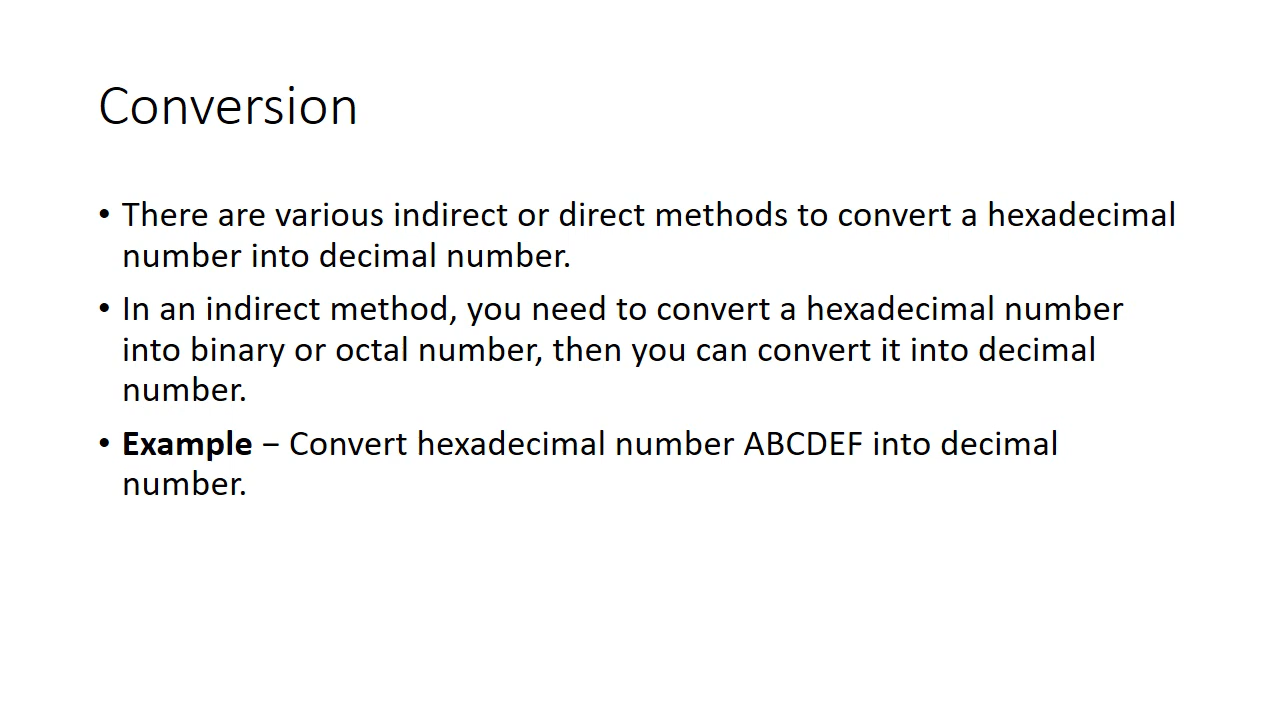 Conversion
• There are various indirect or direct methods to convert a hexadecimal
number into decimal number.
• In an indirect method, you need to convert a hexadecimal number
into binary or octal number, then you can convert it into decimal
number.
• Example − Convert hexadecimal number ABCDEF into decimal
number.